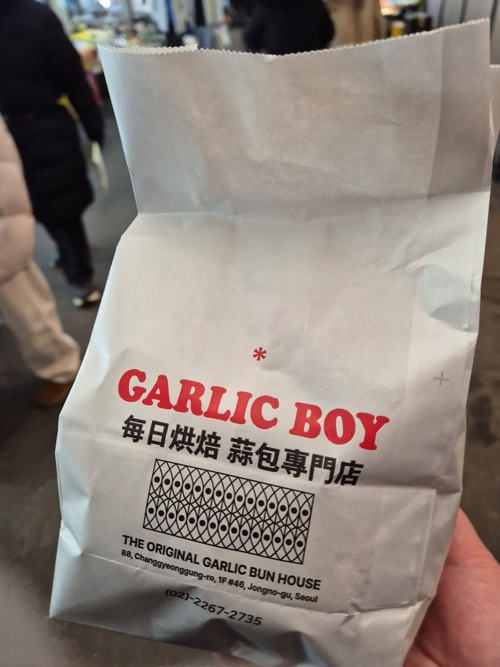 *
GARLIC BOY
每日烘焙 蒜包專門店
THE ORIGINAL GARLIC BUN HOUSE
88, Changgyeonggung-ro, 1F #46, Jongno-gu, Seoul
(02)-2267-2735